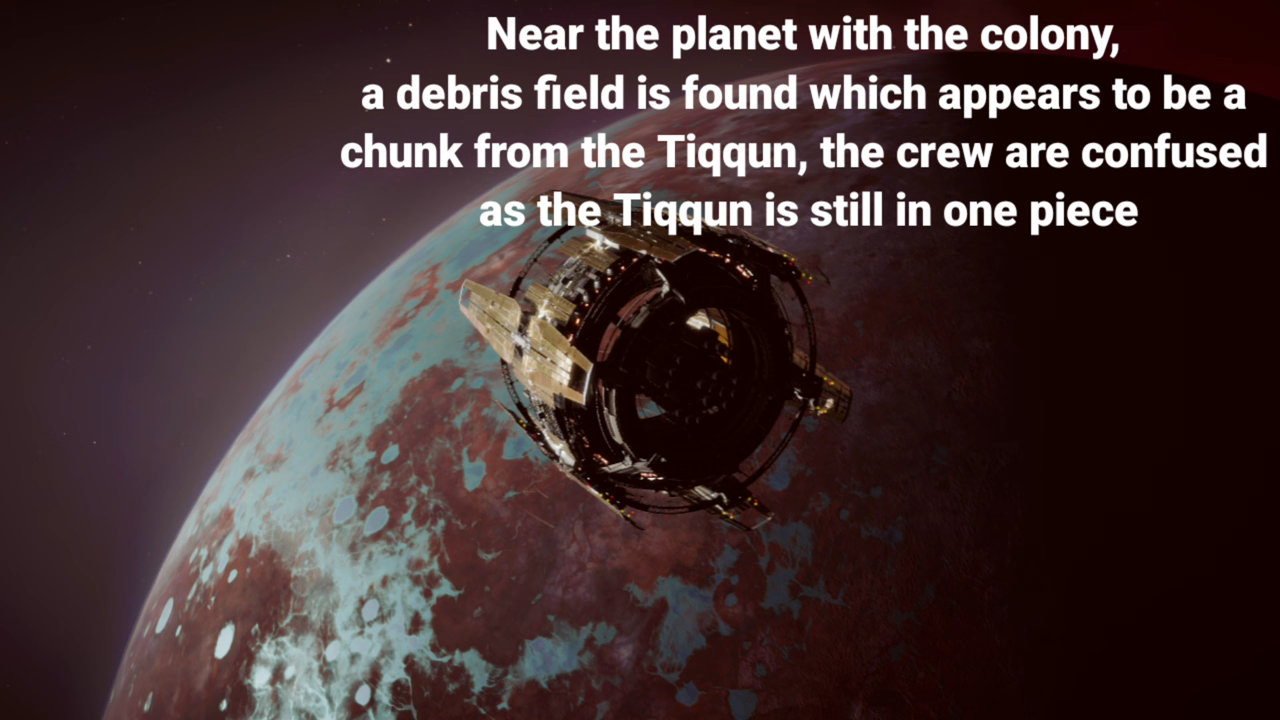 Near the planet with the colony,
a debris field is found which appears to be a
chunk from the Tiqqun, the crew are confused
as the Tiqqun is still in one piece